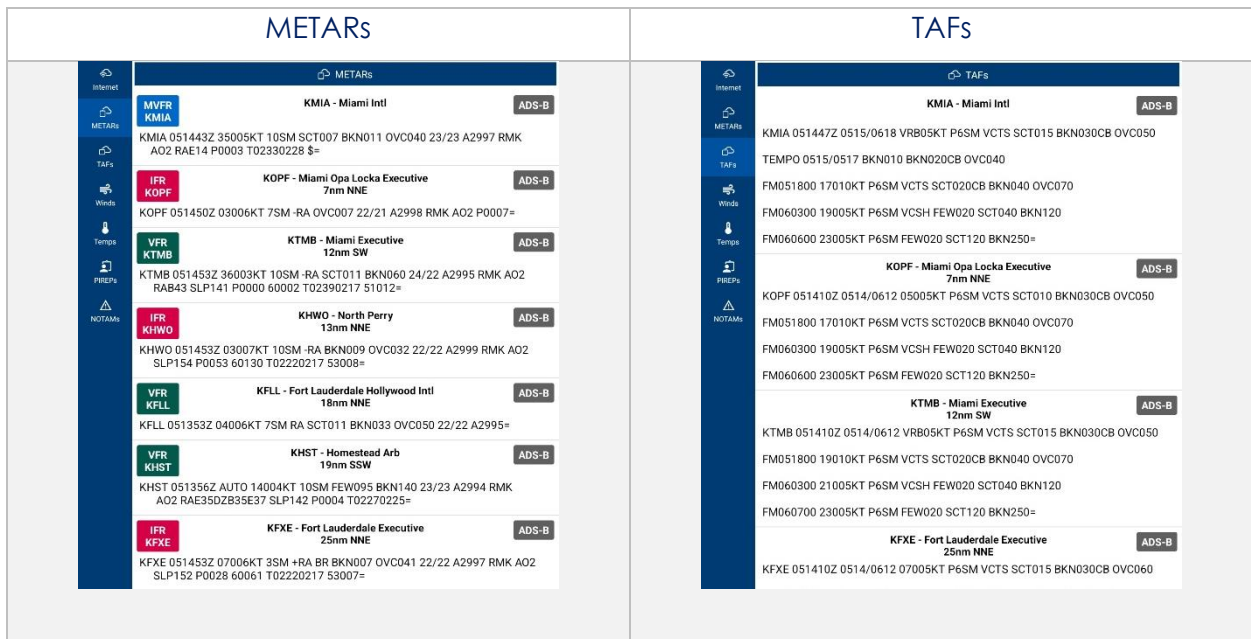 METARs
TAFs
Internet
METARs
TAFs
Winds
Temps
PIREPs
NOTAMs
METARs
MVFR
KMIA
KMIA - Miami Intl
ADS-B
KMIA 051443Z 35005KT 10SM SCT007 BKN011 OVC040 23/23 A2997 RMK
AO2 RAE14 P0003 T02330228 $=
IFR
KOPF
KOPF - Miami Opa Locka Executive
7nm NNE
ADS-B
KOPF 051450Z 03006KT 7SM -RA OVC007 22/21 A2998 RMK AO2 P0007=
VFR
KTMB
KTMB - Miami Executive
12nm SW
ADS-B
KTMB 051453Z 36003KT 10SM -RA SCT011 BKN060 24/22 A2995 RMK AO2
RAB43 SLP141 P0000 60002 T02390217 51012=
IFR
KHWO
KHWO - North Perry
13nm NNE
ADS-B
KHWO 051453Z 03007KT 10SM -RA BKN009 OVC032 22/22 A2999 RMK AO2
SLP154 P0053 60130 T02220217 53008=
VFR
KFLL
KFLL - Fort Lauderdale Hollywood Intl
18nm NNE
ADS-B
KFLL 051353Z 04006KT 7SM RA SCT011 BKN033 OVC050 22/22 A2995=
VFR
KHST
KHST - Homestead Arb
19nm SSW
ADS-B
KHST 051356Z AUTO 14004KT 10SM FEW095 BKN140 23/23 A2994 RMK
AO2 RAE35DZB35E37 SLP142 P0004 T02270225=
IFR
KFXE
KFXE - Fort Lauderdale Executive
25nm NNE
ADS-B
KFXE 051453Z 07006KT 3SM +RA BR BKN007 OVC041 22/22 A2997 RMK AO2
SLP152 P0028 60061 T02220217 53007=
Internet
METARs
TAFs
Winds
Temps
PIREPs
NOTAMs
TAFs
KMIA - Miami Intl
ADS-B
KMIA 051447Z 0515/0618 VRB05KT P6SM VCTS SCT015 BKN030CB OVC050
TEMPO 0515/0517 BKN010 BKN020CB OVC040
FM051800 17010KT P6SM VCTS SCT020CB BKN040 OVC070
FM060300 19005KT P6SM VCSH FEW020 SCT040 BKN120
FM060600 23005KT P6SM FEW020 SCT120 BKN250=
KOPF - Miami Opa Locka Executive
7nm NNE
ADS-B
KOPF 051410Z 0514/0612 05005KT P6SM VCTS SCT010 BKN030CB OVC050
FM051800 17010KT P6SM VCTS SCT020CB BKN040 OVC070
FM060300 19005KT P6SM VCSH FEW020 SCT040 BKN120
FM060600 23005KT P6SM FEW020 SCT120 BKN250=
KTMB - Miami Executive
12nm SW
ADS-B
KTMB 051410Z 0514/0612 VRB05KT P6SM VCTS SCT015 BKN030CB OVC050
FM051800 19010KT P6SM VCTS SCT020CB BKN040 OVC070
FM060300 21005KT P6SM VCSH FEW020 SCT040 BKN120
FM060700 23005KT P6SM FEW020 SCT120 BKN250=
KFXE - Fort Lauderdale Executive
25nm NNE
ADS-B
KFXE 051410Z 0514/0612 07005KT P6SM VCTS SCT015 BKN030CB OVC060